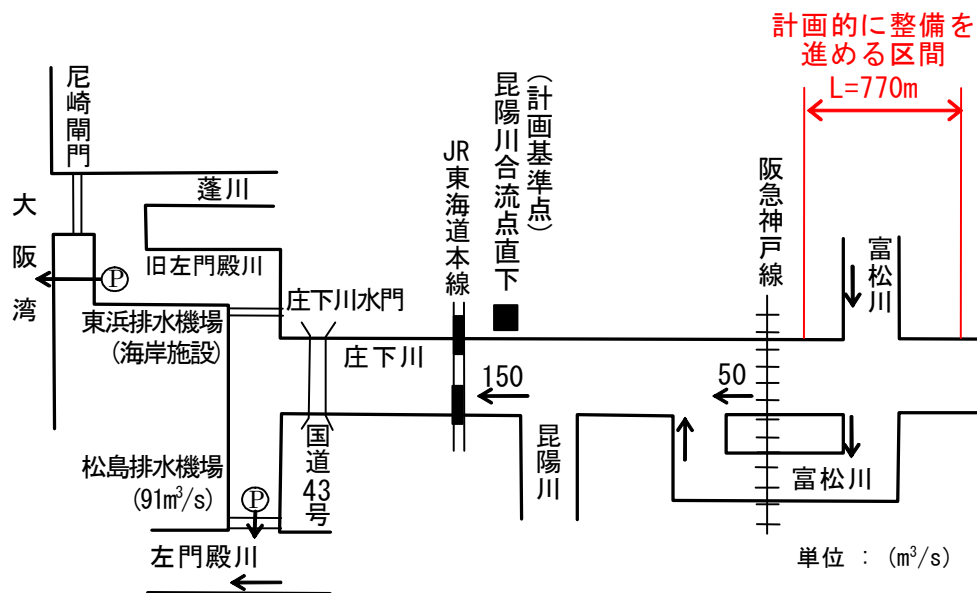 計画的に整備を
進める区間
L=770m
尼崎閘門
(計画基準点)
昆陽川合流点直下
JR東海道本線
阪急神戸線
蓬川
大阪湾
富松川
旧左門殿川
P
庄下川水門
東浜排水機場
(海岸施設)
庄下川
150
50
国道43号
昆陽川
松島排水機場
(91m³/s)
P
富松川
左門殿川
単位 : (m³/s)